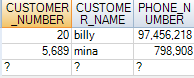 CUSTOMER_NUMBER CUSTOMER_NAME PHONE_NUMBER
20 billy 97,456,218
5,689 mina 798,908
? ? ?